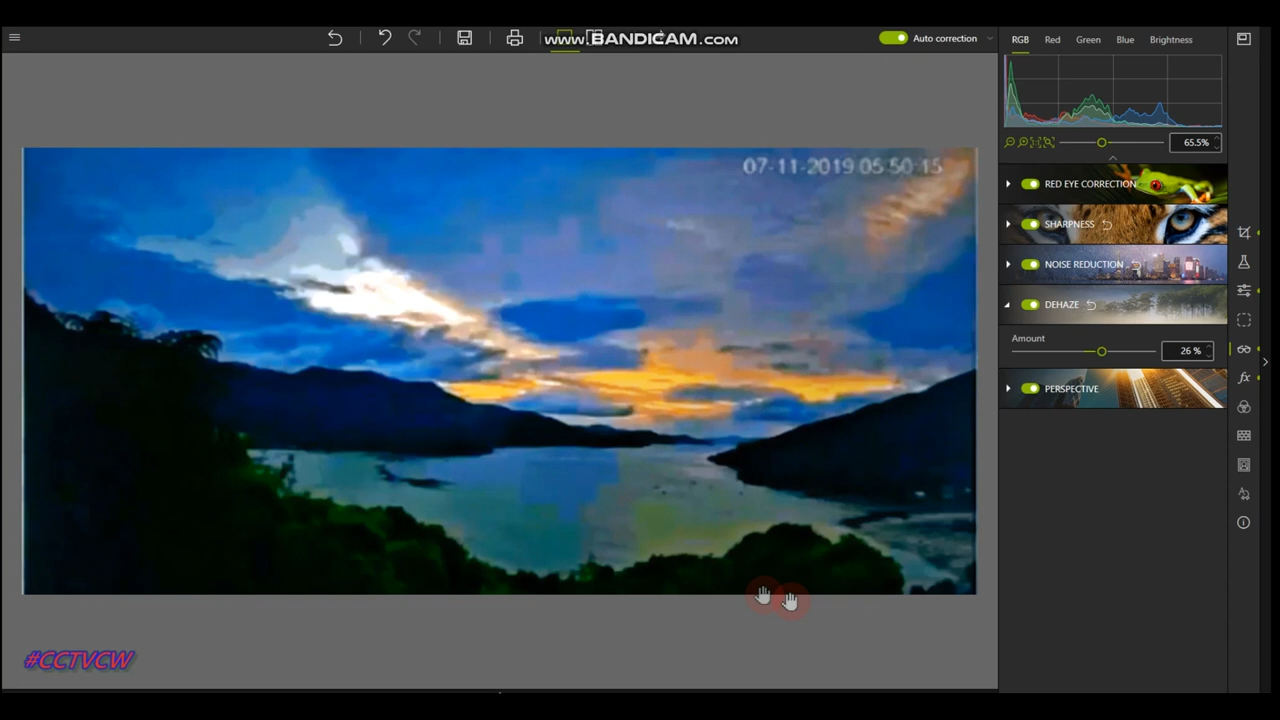 www.BANDICAM.com
Auto correction
RGB Red Green Blue Brightness
65.5%
07-11-2019 05:50:15
RED EYE CORRECTION
SHARPNESS
NOISE REDUCTION
DEHAZE
Amount
26 %
PERSPECTIVE
fx
#CCTVCW